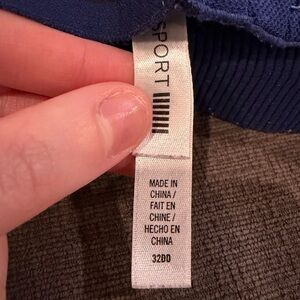 SPORT
MADE IN
CHINA /
FAIT EN
CHINE /
HECHO EN
CHINA
32DD